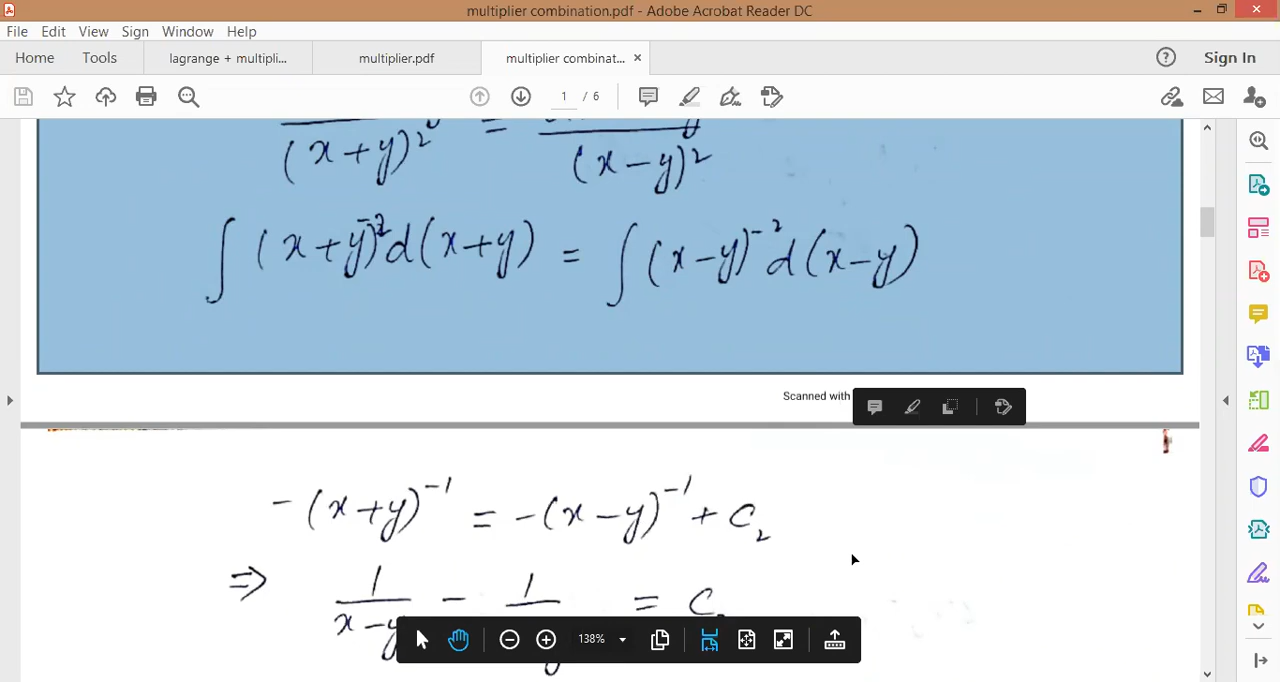 multiplier combination.pdf - Adobe Acrobat Reader DC
File Edit View Sign Window Help
Home Tools lagrange + multipli... multiplier.pdf multiplier combinat... × Sign In
1 / 6
(x+y)² = (x-y)²
∫ (x+y)⁻² d(x+y) = ∫ (x-y)⁻² d(x-y)
Scanned with
-(x+y)⁻¹ = -(x-y)⁻¹ + C₂
⇒ 1/x-y - 1 = C
138%